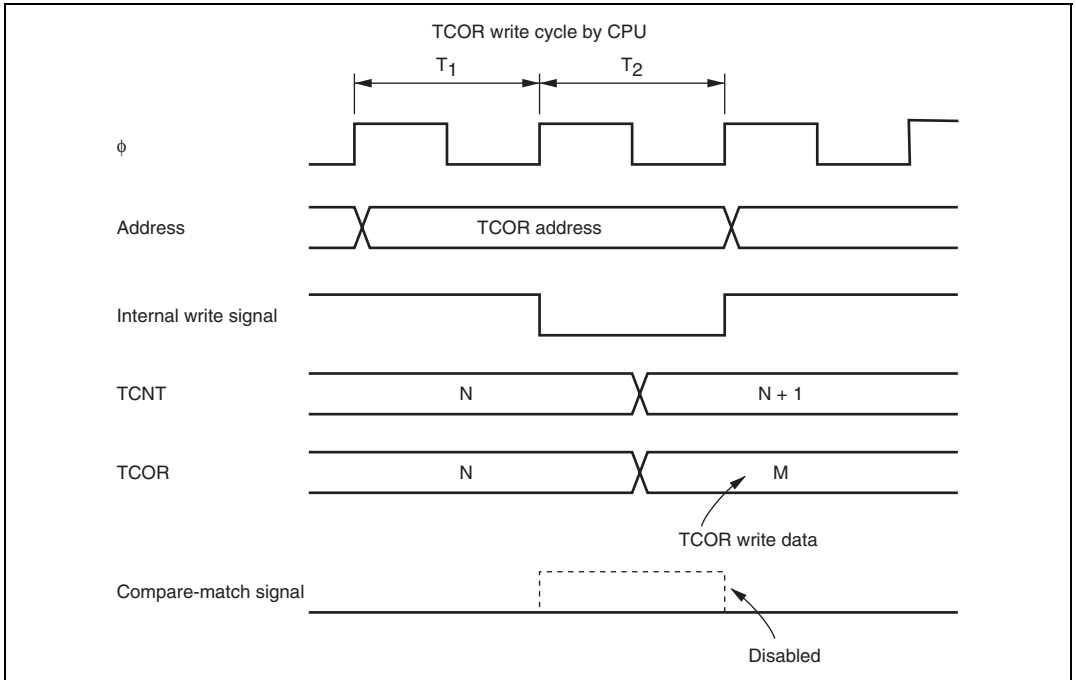 TCOR write cycle by CPU
T1 T2
ϕ
Address TCOR address
Internal write signal
TCNT N N + 1
TCOR N M
TCOR write data
Compare-match signal
Disabled